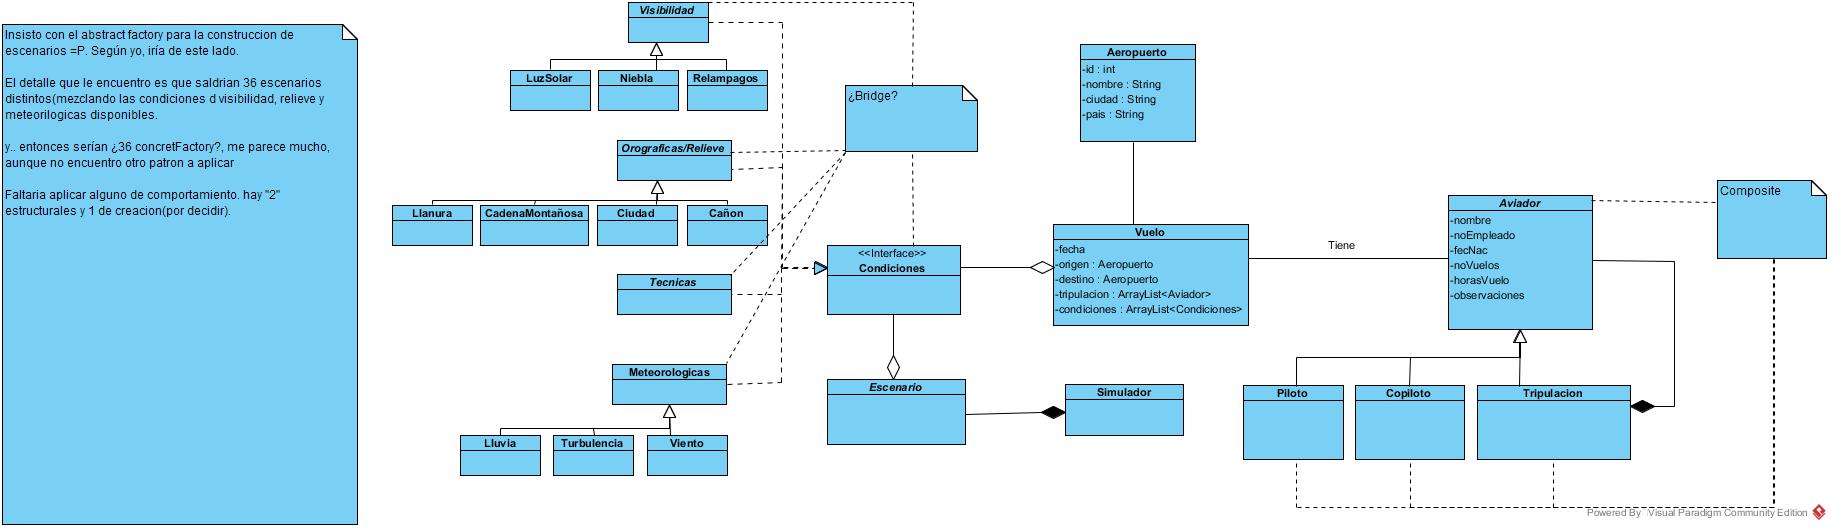 Insisto con el abstract factory para la construccion de
escenarios =P. Según yo, iría de este lado.
El detalle que le encuentro es que saldrian 36 escenarios
distintos(mezclando las condiciones d visibilidad, relieve y
meteorilogicas disponibles.
y.. entonces serían ¿36 concretFactory?, me parece mucho,
aunque no encuentro otro patron a aplicar
Faltaria aplicar alguno de comportamiento. hay "2"
estructurales y 1 de creacion(por decidir).
Visibilidad
LuzSolar
Niebla
Relampagos
Orograficas/Relieve
Llanura
CadenaMontañosa
Ciudad
Cañon
Tecnicas
Meteorologicas
Lluvia
Turbulencia
Viento
¿Bridge?
<<Interface>>
Condiciones
Escenario
Simulador
Aeropuerto
-id : int
-nombre : String
-ciudad : String
-pais : String
Vuelo
-fecha
-origen : Aeropuerto
-destino : Aeropuerto
-tripulacion : ArrayList<Aviador>
-condiciones : ArrayList<Condiciones>
Tiene
Aviador
-nombre
-noEmpleado
-fecNac
-noVuelos
-horasVuelo
-observaciones
Composite
Piloto
Copiloto
Tripulacion
Powered By Visual Paradigm Community Edition